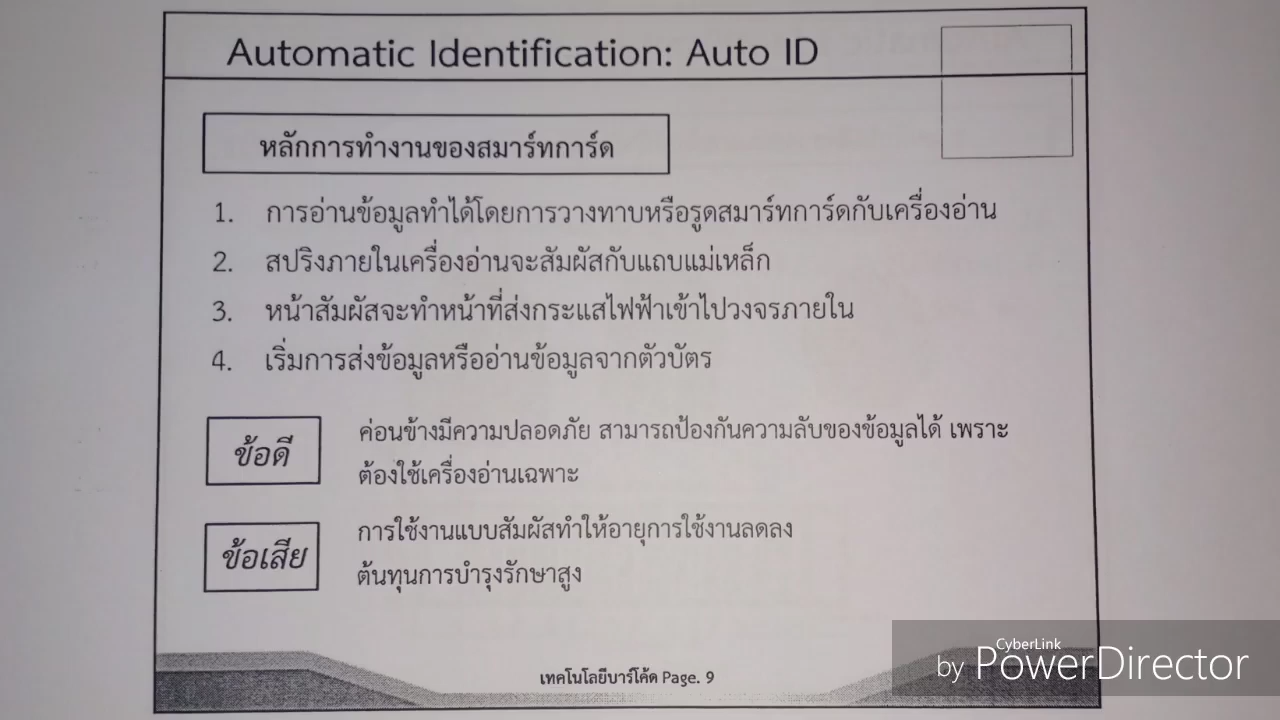 Automatic Identification: Auto ID
หลักการทำงานของสมาร์ทการ์ด
1. การอ่านข้อมูลทำได้โดยการวางทาบหรือรูดสมาร์ทการ์ดกับเครื่องอ่าน
2. สปริงภายในเครื่องอ่านจะสัมผัสกับแถบแม่เหล็ก
3. หน้าสัมผัสจะทำหน้าที่ส่งกระแสไฟฟ้าเข้าไปวงจรภายใน
4. เริ่มการส่งข้อมูลหรืออ่านข้อมูลจากตัวบัตร
ข้อดี
ค่อนข้างมีความปลอดภัย สามารถป้องกันความลับของข้อมูลได้ เพราะ
ต้องใช้เครื่องอ่านเฉพาะ
ข้อเสีย
การใช้งานแบบสัมผัสทำให้อายุการใช้งานลดลง
ต้นทุนการบำรุงรักษาสูง
เทคโนโลยีบาร์โค้ด Page. 9
CyberLink
by PowerDirector